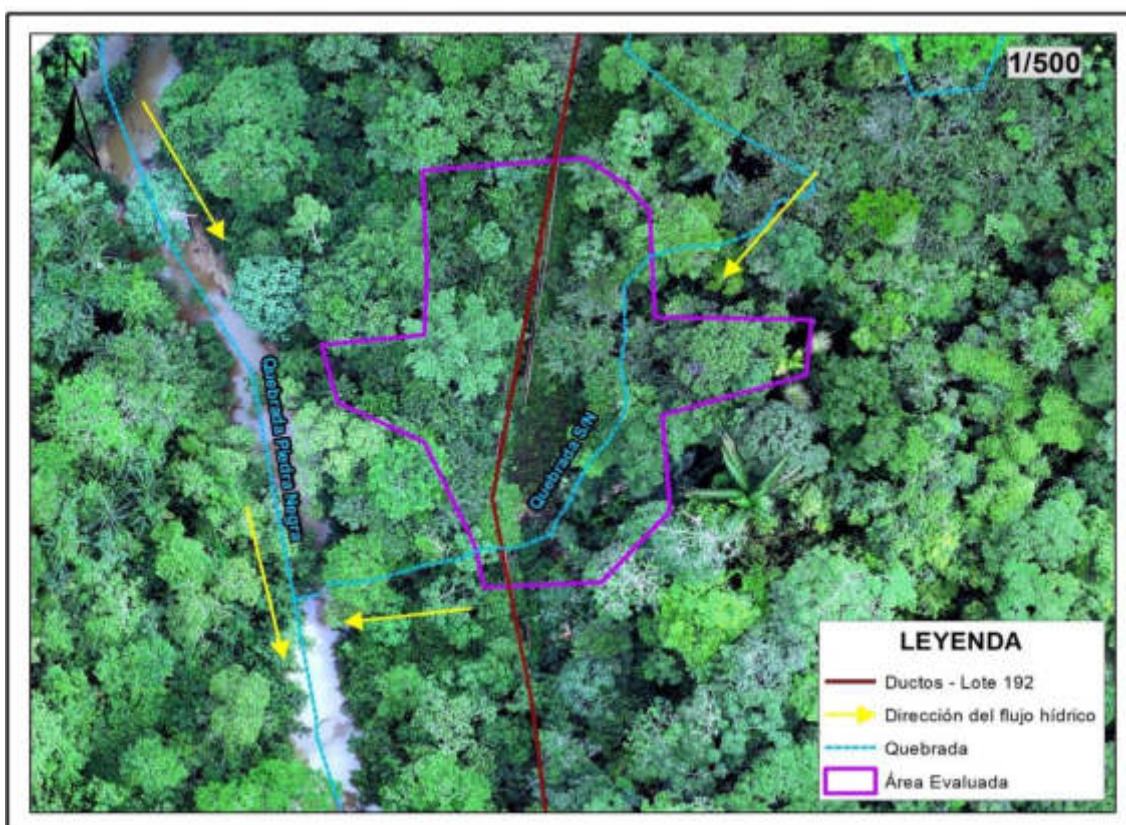 N
1/500
Quebrada Piedra Negra
Quebrada S/N
LEYENDA
Ductos - Lote 192
Dirección del flujo hídrico
Quebrada
Área Evaluada